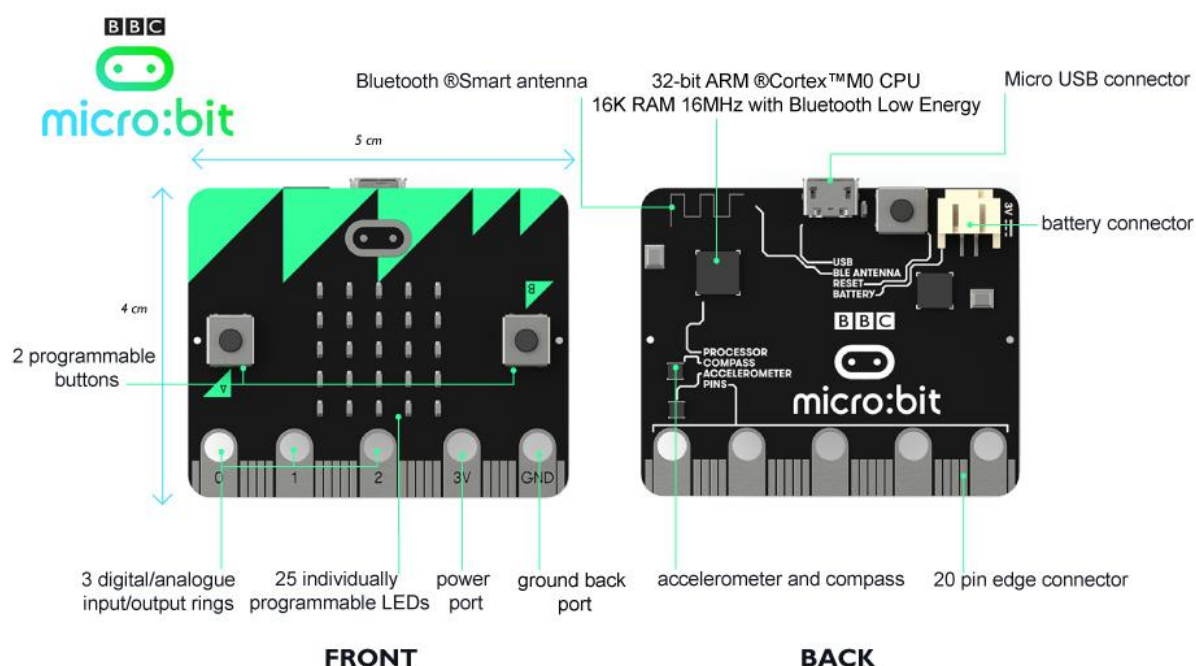 BBC
micro:bit
Bluetooth ®Smart antenna
32-bit ARM ®Cortex™M0 CPU
16K RAM 16MHz with Bluetooth Low Energy
Micro USB connector
5 cm
4 cm
battery connector
2 programmable
buttons
A
B
0
1
2
3V
GND
3V
USB
BLE ANTENNA
RESET
BATTERY
BBC
micro:bit
PROCESSOR
COMPASS
ACCELEROMETER
PINS
3 digital/analogue
input/output rings
25 individually
programmable LEDs
power
port
ground back
port
accelerometer and compass
20 pin edge connector
FRONT
BACK